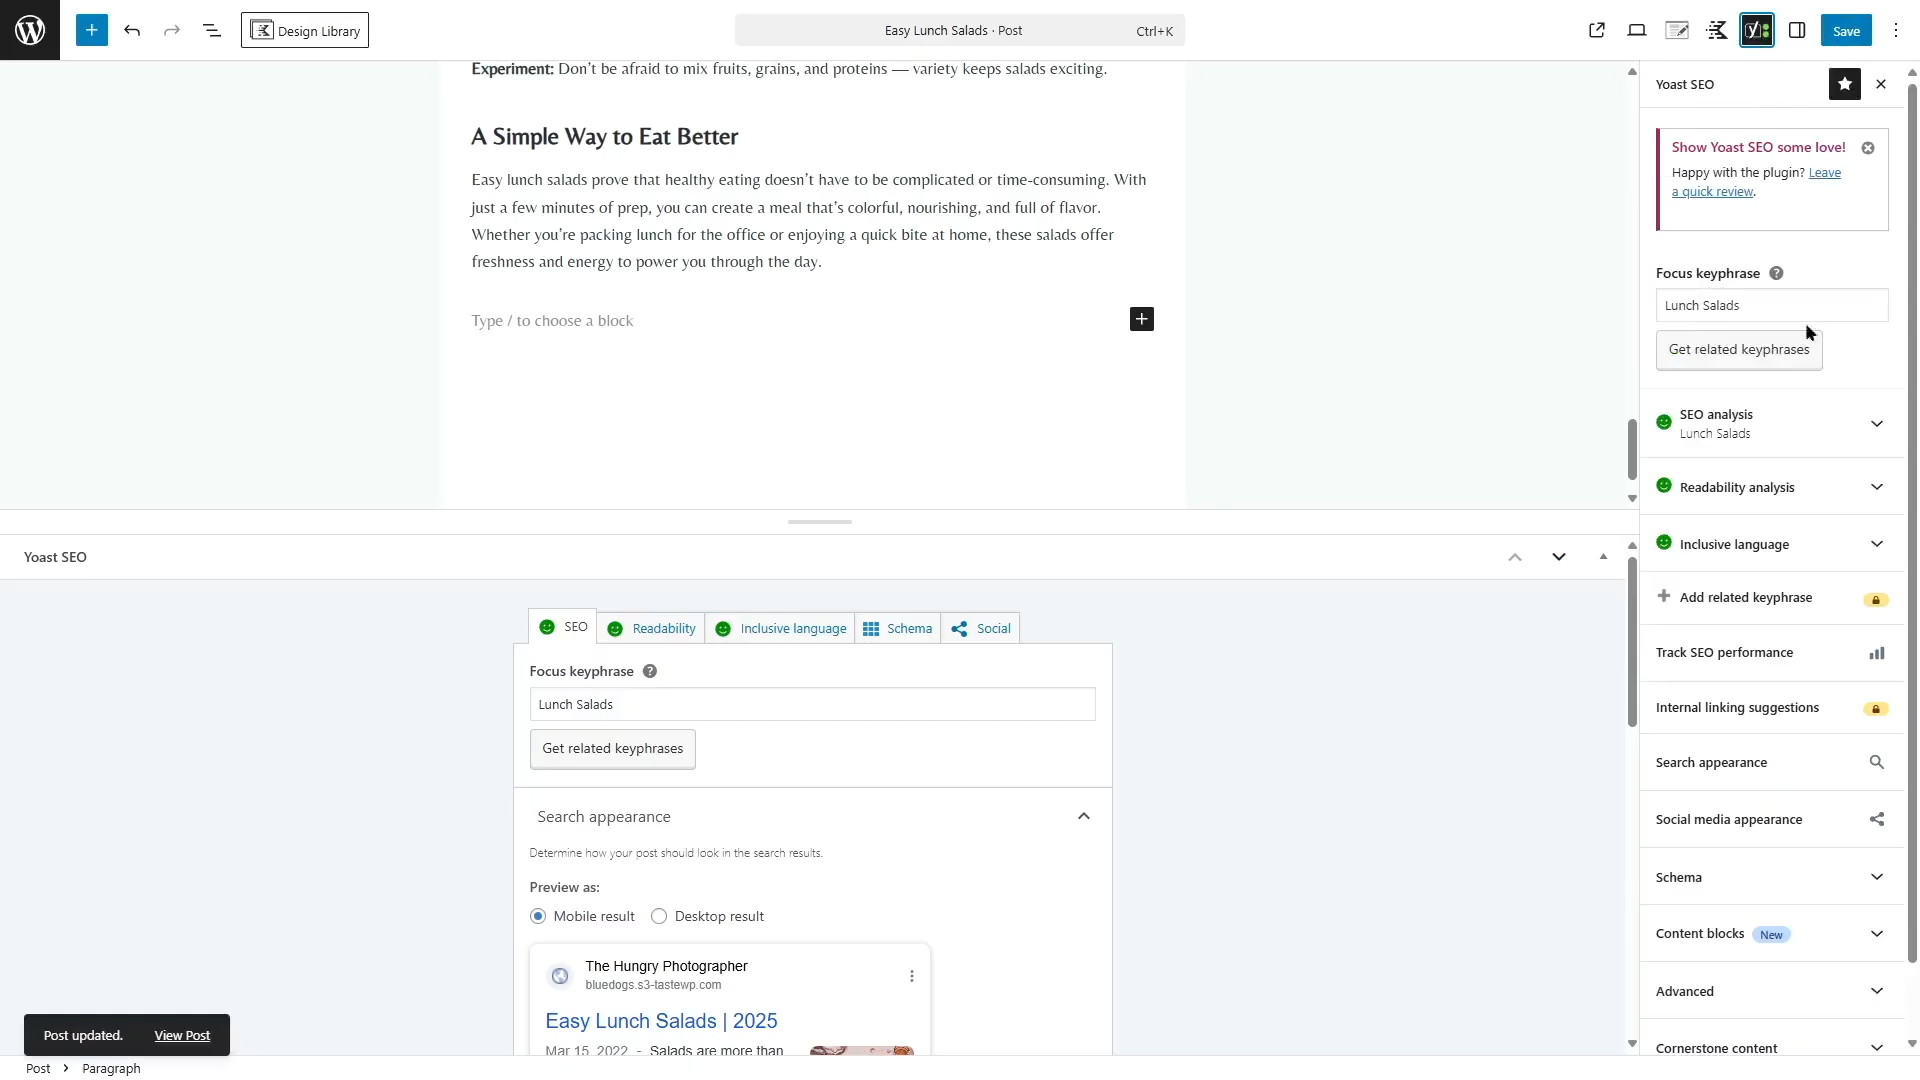 Design Library
Easy Lunch Salads · Post
Ctrl+K
Save
Experiment: Don't be afraid to mix fruits, grains, and proteins — variety keeps salads exciting.
A Simple Way to Eat Better
Easy lunch salads prove that healthy eating doesn't have to be complicated or time-consuming. With
just a few minutes of prep, you can create a meal that's colorful, nourishing, and full of flavor.
Whether you're packing lunch for the office or enjoying a quick bite at home, these salads offer
freshness and energy to power you through the day.
Type / to choose a block
Yoast SEO
SEO
Readability
Inclusive language
Schema
Social
Focus keyphrase
Lunch Salads
Get related keyphrases
Search appearance
Determine how your post should look in the search results.
Preview as:
Mobile result
Desktop result
The Hungry Photographer
bluedogs.s3-tastewp.com
Easy Lunch Salads | 2025
Mar 15, 2022 - Salads are more than
Post updated.
View Post
Post
Paragraph
Yoast SEO
Show Yoast SEO some love!
Happy with the plugin? Leave
a quick review.
Focus keyphrase
Lunch Salads
Get related keyphrases
SEO analysis
Lunch Salads
Readability analysis
Inclusive language
Add related keyphrase
Track SEO performance
Internal linking suggestions
Search appearance
Social media appearance
Schema
Content blocks New
Advanced
Cornerstone content